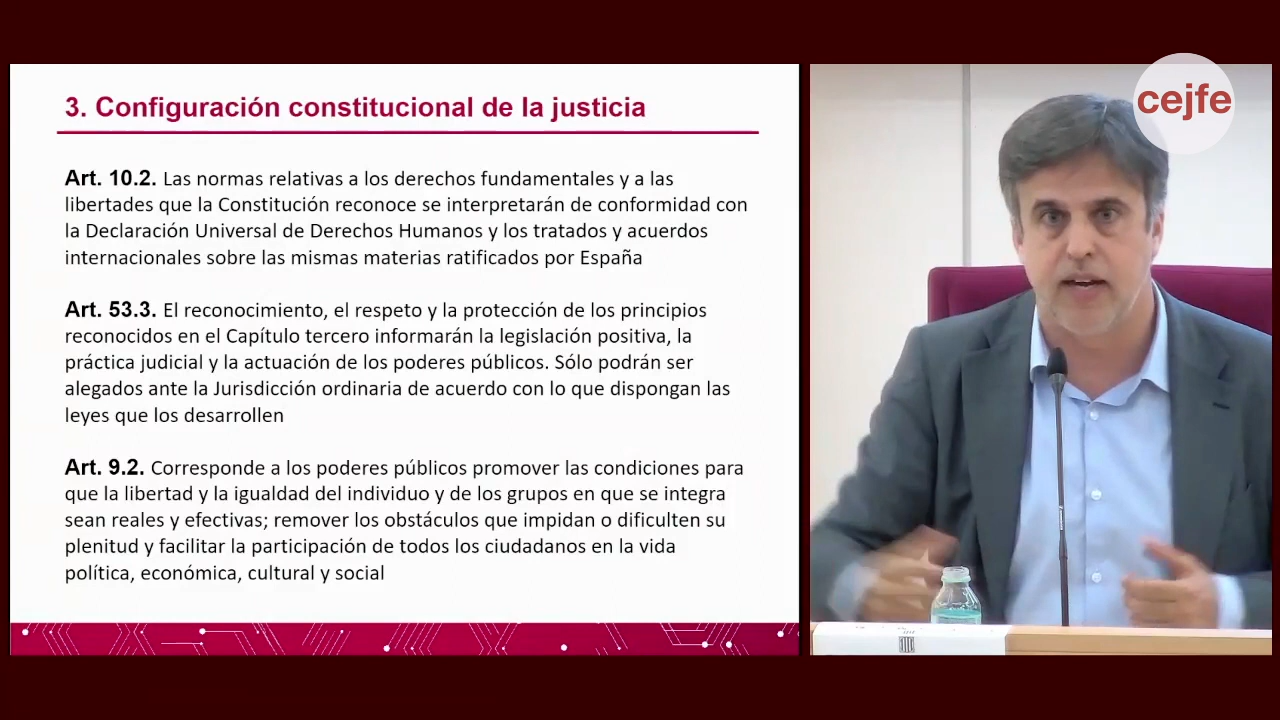 3. Configuración constitucional de la justicia
Art. 10.2. Las normas relativas a los derechos fundamentales y a las
libertades que la Constitución reconoce se interpretarán de conformidad con
la Declaración Universal de Derechos Humanos y los tratados y acuerdos
internacionales sobre las mismas materias ratificados por España
Art. 53.3. El reconocimiento, el respeto y la protección de los principios
reconocidos en el Capítulo tercero informarán la legislación positiva, la
práctica judicial y la actuación de los poderes públicos. Sólo podrán ser
alegados ante la Jurisdicción ordinaria de acuerdo con lo que dispongan las
leyes que los desarrollen
Art. 9.2. Corresponde a los poderes públicos promover las condiciones para
que la libertad y la igualdad del individuo y de los grupos en que se integra
sean reales y efectivas; remover los obstáculos que impidan o dificulten su
plenitud y facilitar la participación de todos los ciudadanos en la vida
política, económica, cultural y social
cejfe